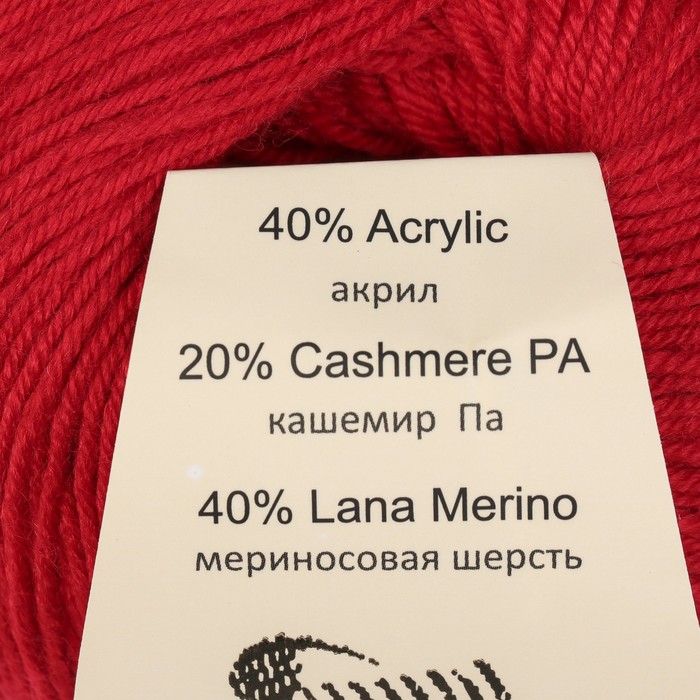 40% Acrylic
акрил
20% Cashmere PA
кашемир Па
40% Lana Merino
мериносовая шерсть